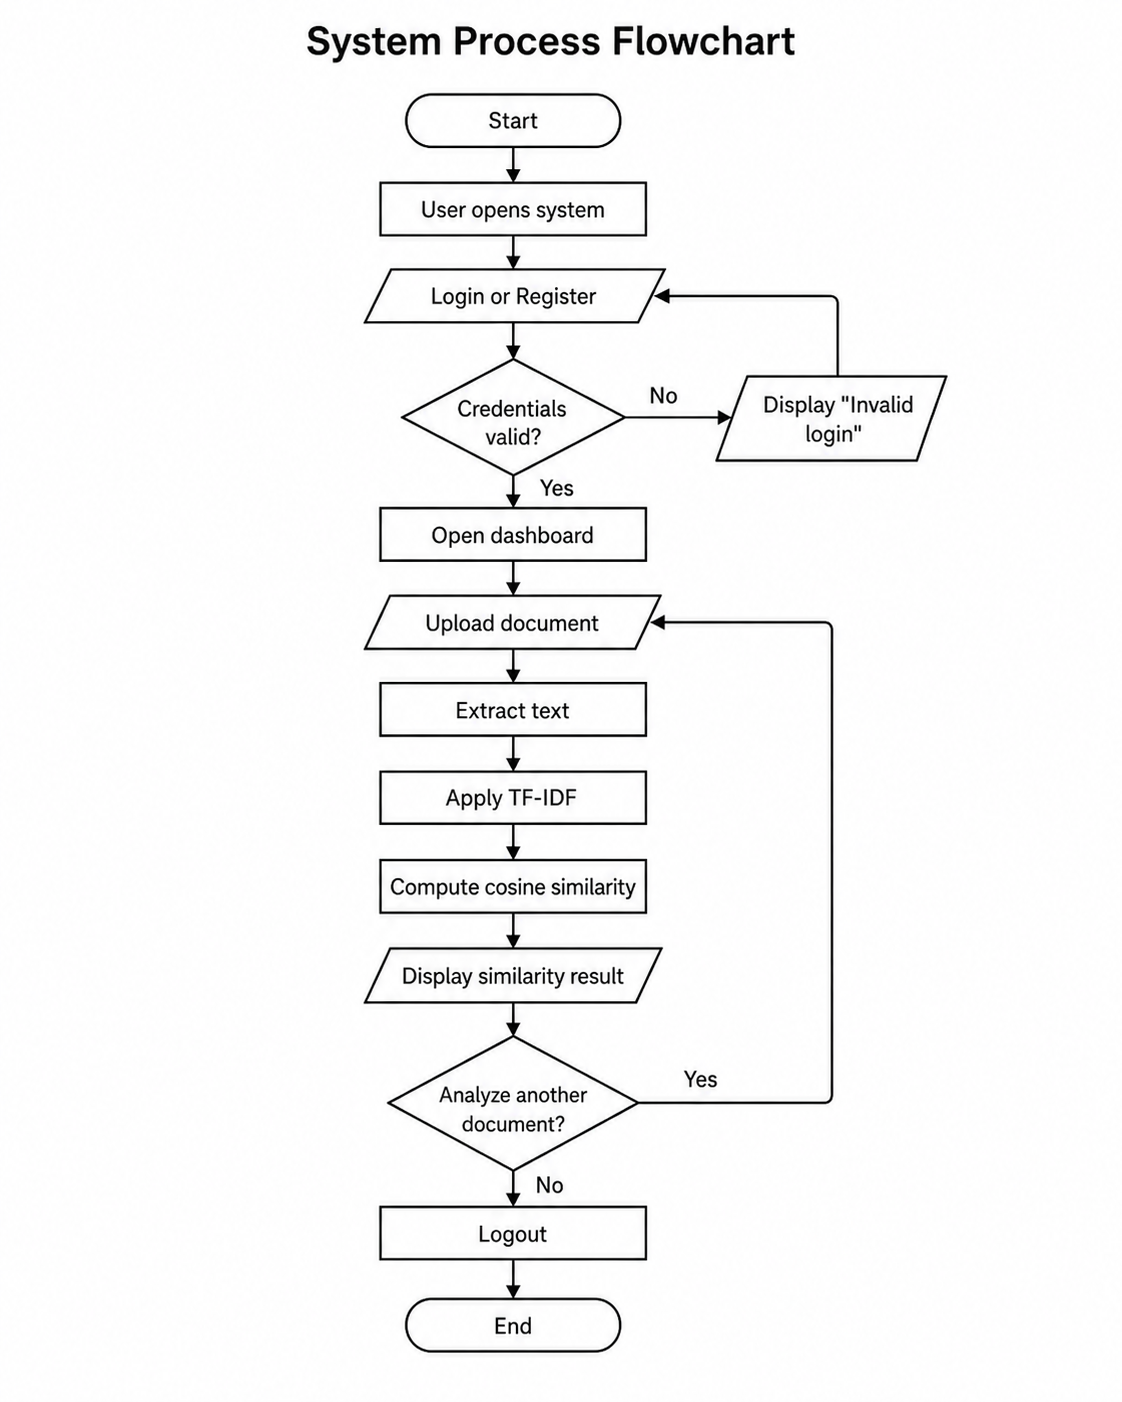 System Process Flowchart
Start
User opens system
Login or Register
Credentials
valid?
No
Display "Invalid
login"
Yes
Open dashboard
Upload document
Extract text
Apply TF-IDF
Compute cosine similarity
Display similarity result
Analyze another
document?
Yes
No
Logout
End